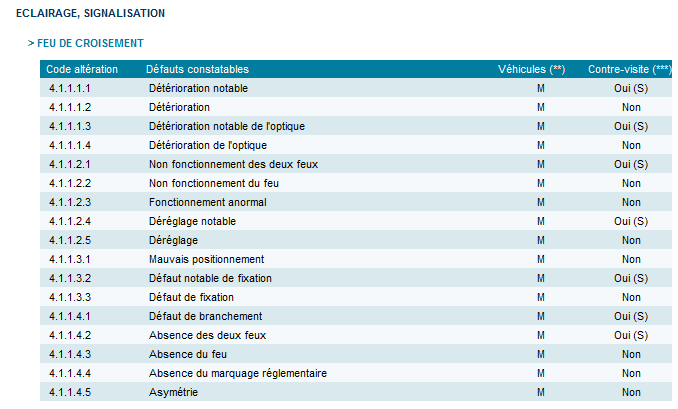 ECLAIRAGE, SIGNALISATION
> FEU DE CROISEMENT
Code altération Défauts constatables Véhicules (**) Contre-visite (***)
4.1.1.1.1 Détérioration notable M Oui (S)
4.1.1.1.2 Détérioration M Non
4.1.1.1.3 Détérioration notable de l'optique M Oui (S)
4.1.1.1.4 Détérioration de l'optique M Non
4.1.1.2.1 Non fonctionnement des deux feux M Oui (S)
4.1.1.2.2 Non fonctionnement du feu M Non
4.1.1.2.3 Fonctionnement anormal M Non
4.1.1.2.4 Déréglage notable M Oui (S)
4.1.1.2.5 Déréglage M Non
4.1.1.3.1 Mauvais positionnement M Non
4.1.1.3.2 Défaut notable de fixation M Oui (S)
4.1.1.3.3 Défaut de fixation M Non
4.1.1.4.1 Défaut de branchement M Oui (S)
4.1.1.4.2 Absence des deux feux M Oui (S)
4.1.1.4.3 Absence du feu M Non
4.1.1.4.4 Absence du marquage réglementaire M Non
4.1.1.4.5 Asymétrie M Non